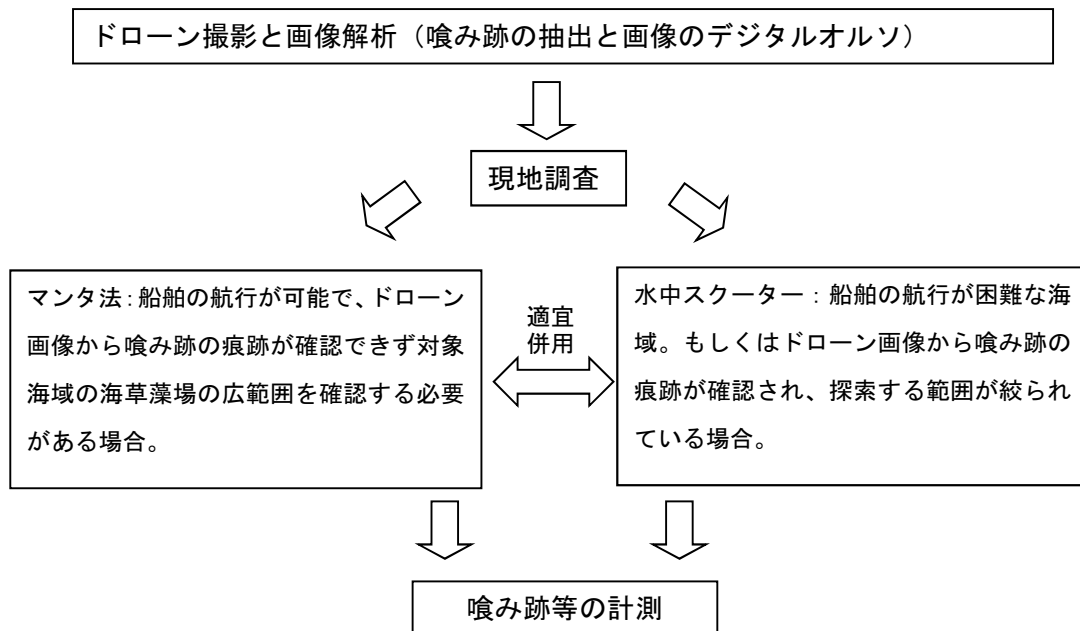 ドローン撮影と画像解析（喰み跡の抽出と画像のデジタルオルソ）
現地調査
マンタ法：船舶の航行が可能で、ドローン
画像から喰み跡の痕跡が確認できず対象
海域の海草藻場の広範囲を確認する必要
がある場合。
適宜
併用
水中スクーター：船舶の航行が困難な海
域。もしくはドローン画像から喰み跡の
痕跡が確認され、探索する範囲が絞られ
ている場合。
喰み跡等の計測